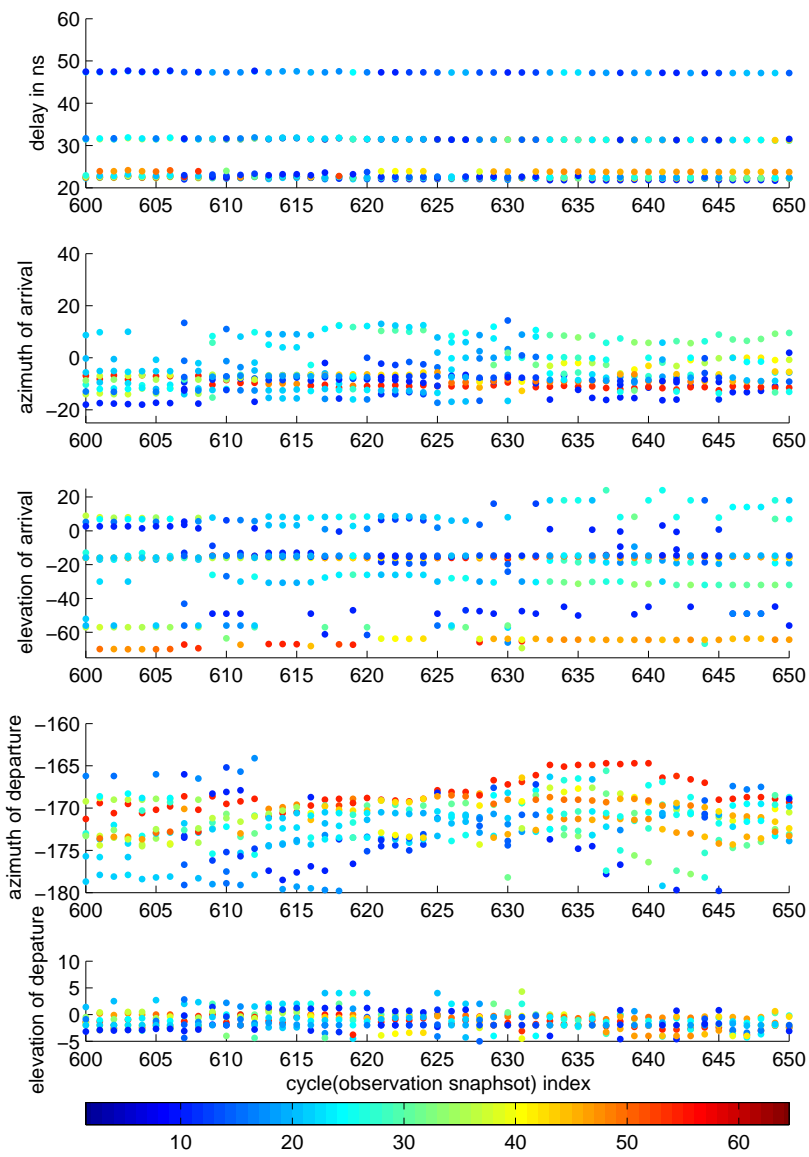 60
50
40
30
20
delay in ns
600 605 610 615 620 625 630 635 640 645 650
40
20
0
−20
azimuth of arrival
600 605 610 615 620 625 630 635 640 645 650
20
0
−20
−40
−60
elevation of arrival
600 605 610 615 620 625 630 635 640 645 650
−160
−165
−170
−175
−180
azimuth of departure
600 605 610 615 620 625 630 635 640 645 650
10
5
0
−5
elevation of depature
600 605 610 615 620 625 630 635 640 645 650
cycle(observation snaphsot) index
10 20 30 40 50 60